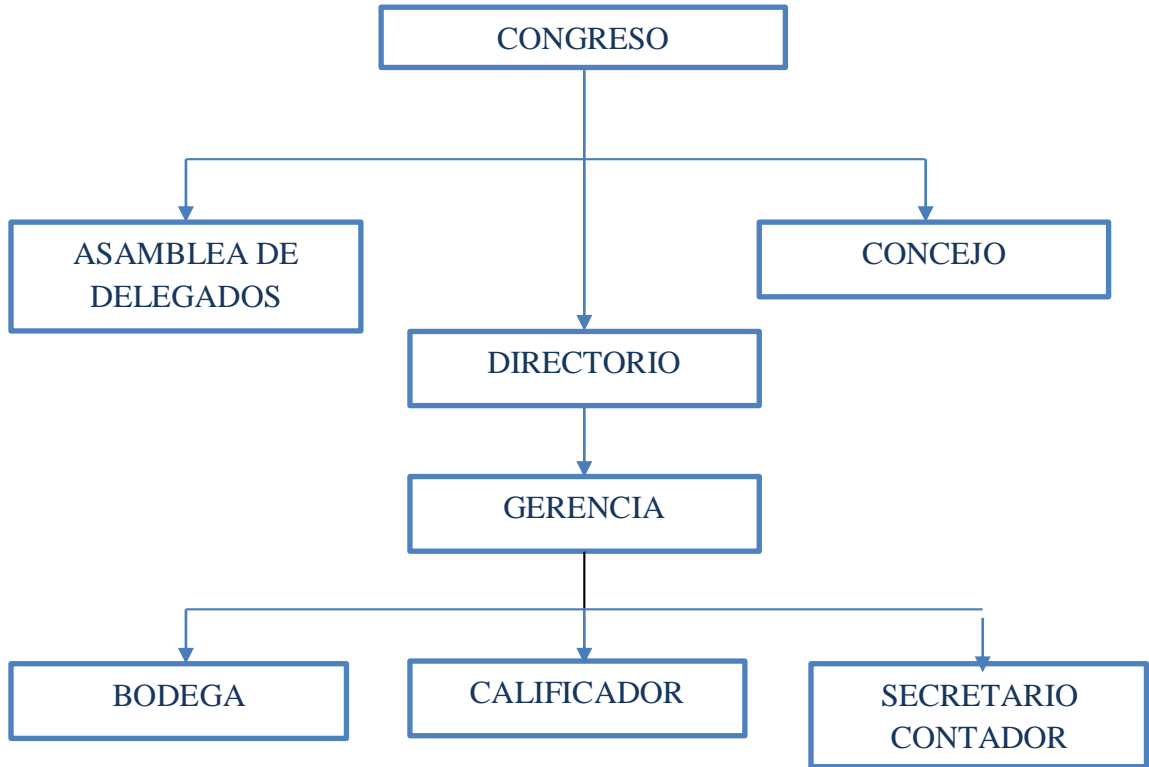 CONGRESO
ASAMBLEA DE
DELEGADOS
CONCEJO
DIRECTORIO
GERENCIA
BODEGA
CALIFICADOR
SECRETARIO
CONTADOR